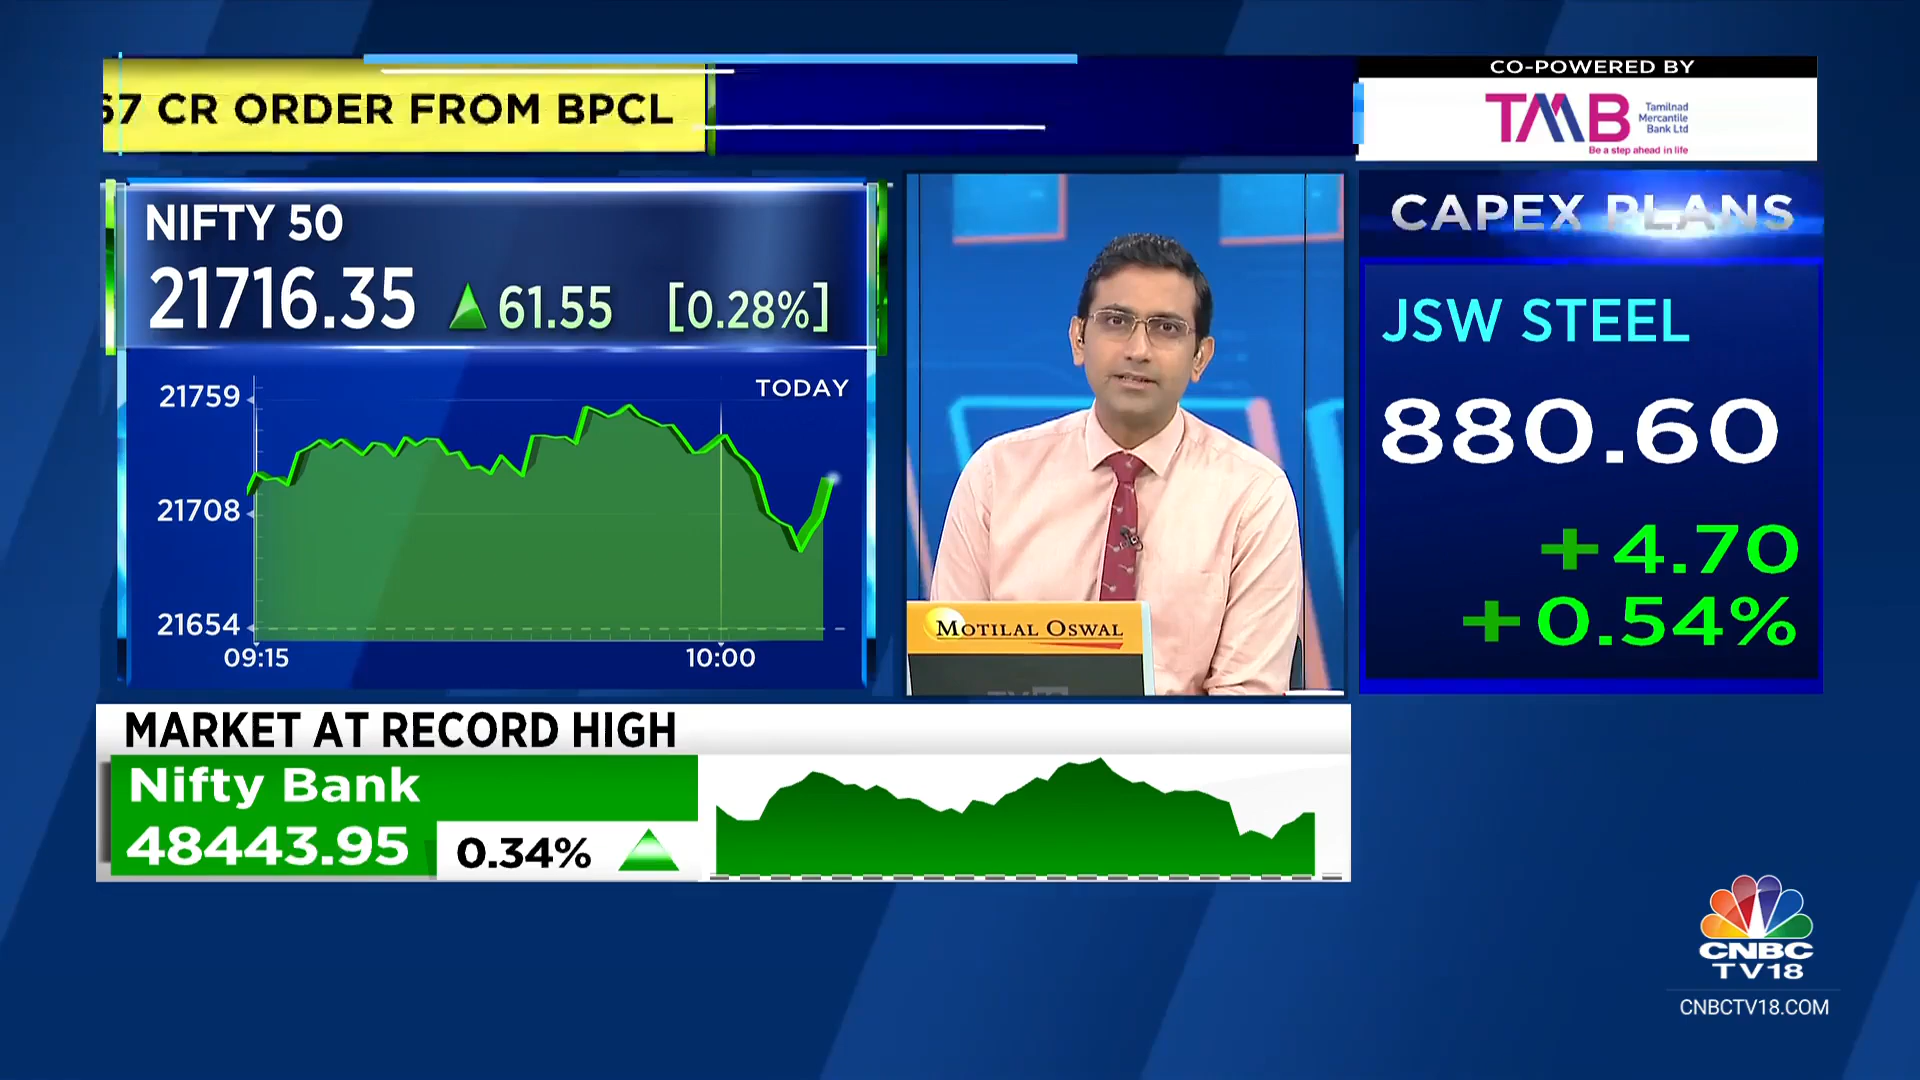 67 CR ORDER FROM BPCL
CO-POWERED BY
TMB
Tamilnad
Mercantile
Bank Ltd
Be a step ahead in life
NIFTY 50
21716.35 ▲ 61.55 [0.28%]
TODAY
21759
21708
21654
09:15 10:00
MOTILAL OSWAL
CAPEX PLANS
JSW STEEL
880.60
+4.70
+0.54%
MARKET AT RECORD HIGH
Nifty Bank
48443.95 0.34% ▲
CNBC
TV18
CNBCTV18.COM